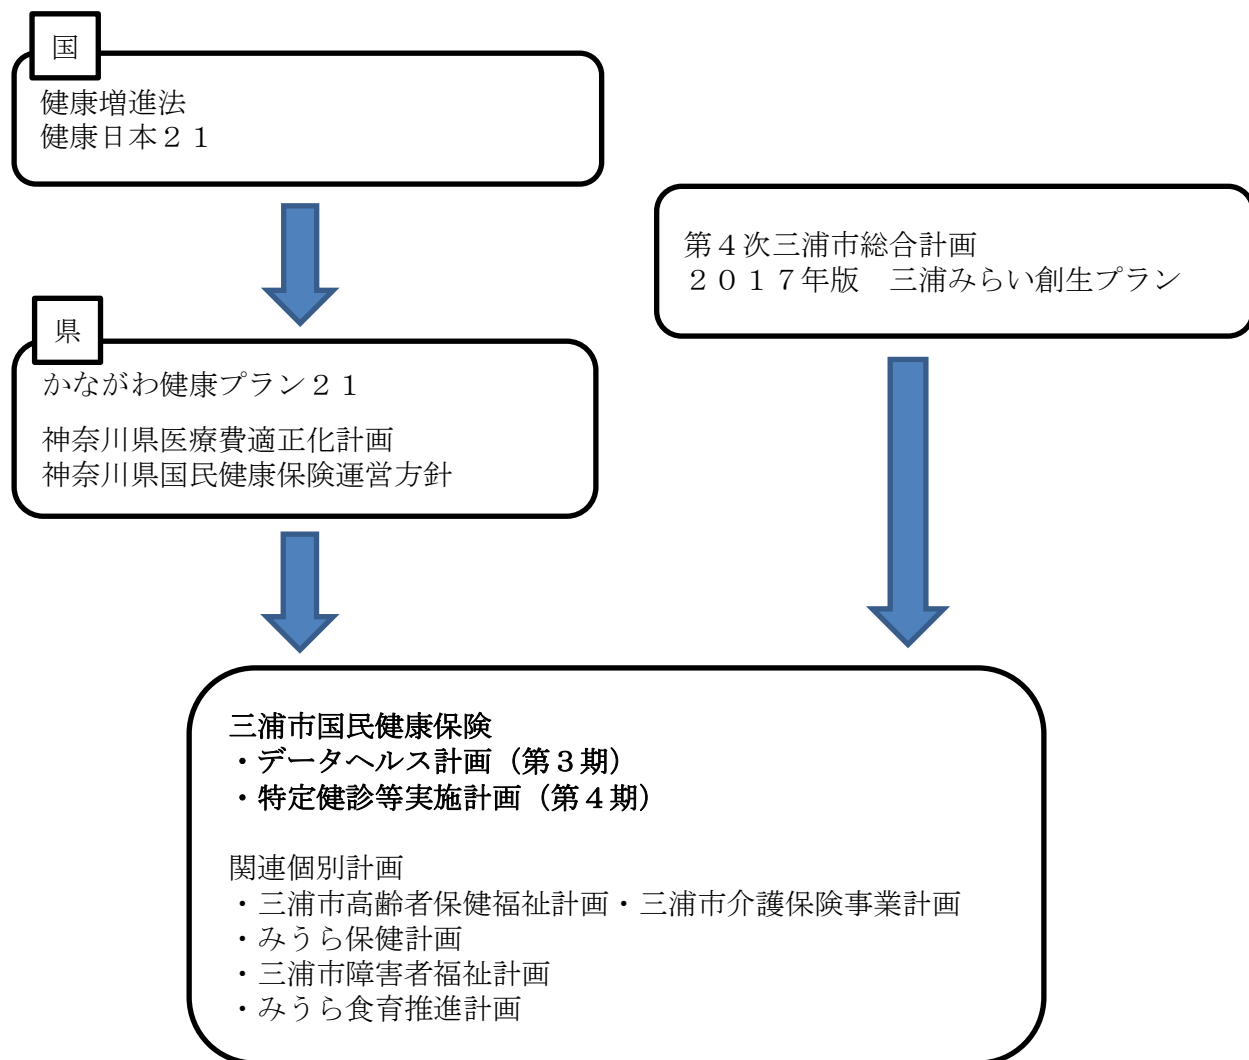 国
健康増進法
健康日本２１
第４次三浦市総合計画
２０１７年版　三浦みらい創生プラン
県
かながわ健康プラン２１
神奈川県医療費適正化計画
神奈川県国民健康保険運営方針
三浦市国民健康保険
・データヘルス計画（第３期）
・特定健診等実施計画（第４期）
関連個別計画
・三浦市高齢者保健福祉計画・三浦市介護保険事業計画
・みうら保健計画
・三浦市障害者福祉計画
・みうら食育推進計画